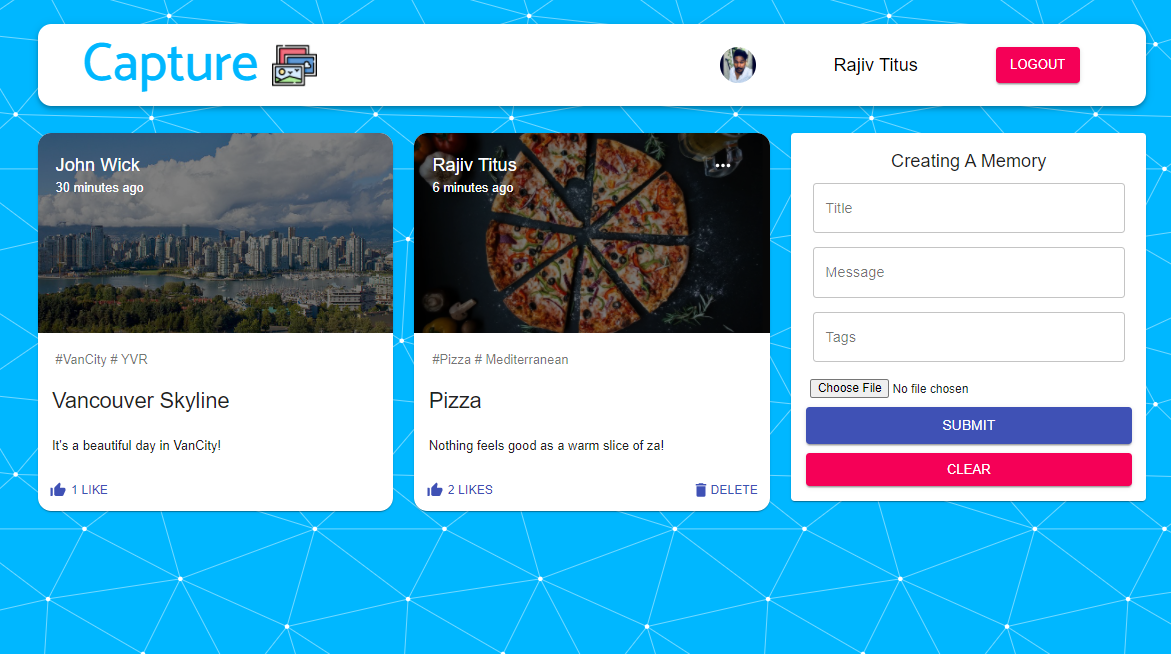 Capture
Rajiv Titus
LOGOUT
John Wick
30 minutes ago
#VanCity # YVR
Vancouver Skyline
It's a beautiful day in VanCity!
1 LIKE
Rajiv Titus
6 minutes ago
#Pizza # Mediterranean
Pizza
Nothing feels good as a warm slice of za!
2 LIKES
DELETE
Creating A Memory
Title
Message
Tags
Choose File No file chosen
SUBMIT
CLEAR